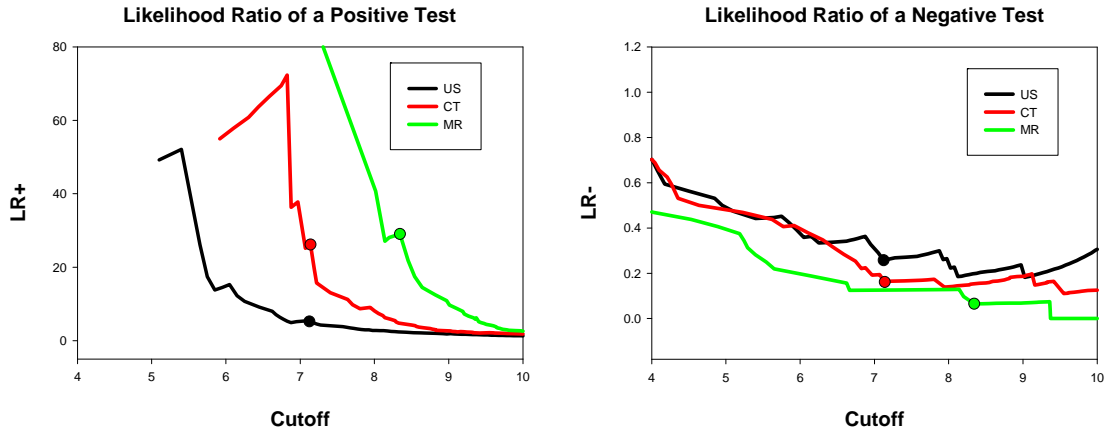 Likelihood Ratio of a Positive Test
80
60
40
20
0
LR+
US
CT
MR
4 5 6 7 8 9 10
Cutoff
Likelihood Ratio of a Negative Test
1.2
1.0
0.8
0.6
0.4
0.2
0.0
LR-
US
CT
MR
4 5 6 7 8 9 10
Cutoff